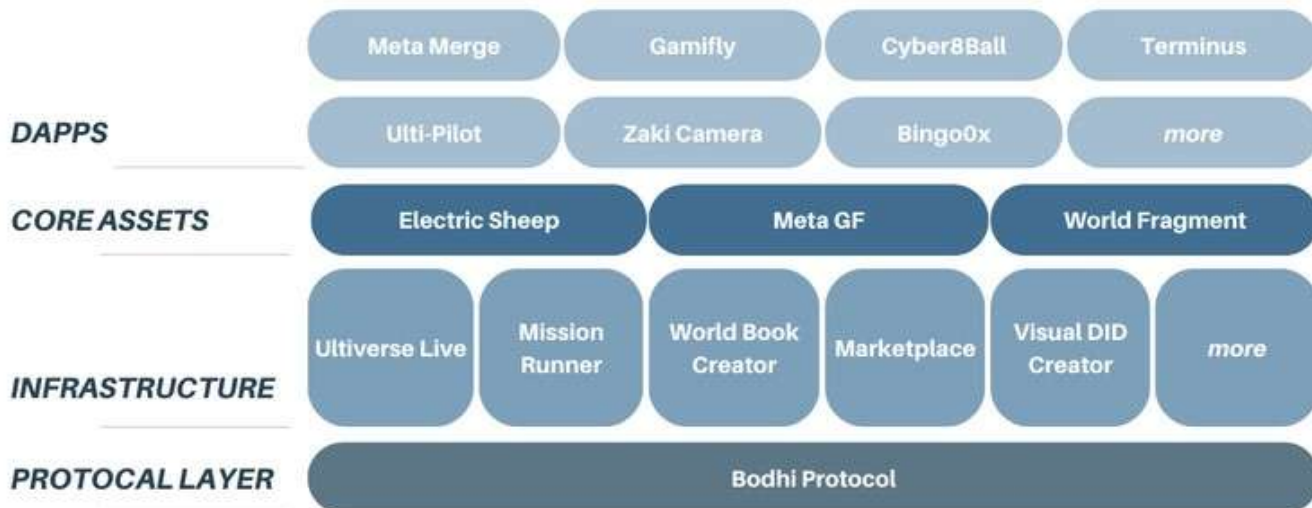 Meta Merge Gamifly Cyber8Ball Terminus
DAPPS Ulti-Pilot Zaki Camera Bingo0x more
CORE ASSETS Electric Sheep Meta GF World Fragment
INFRASTRUCTURE
Ultiverse Live
Mission
Runner
World Book
Creator
Marketplace
Visual DID
Creator
more
PROTOCAL LAYER Bodhi Protocol